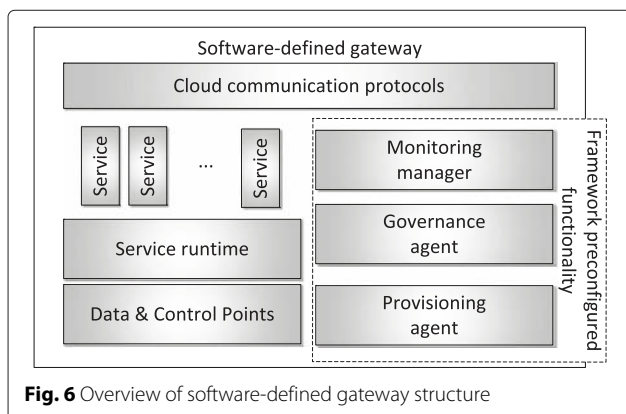 Software-defined gateway
Cloud communication protocols
Service
Service
...
Service
Service runtime
Data & Control Points
Monitoring
manager
Governance
agent
Provisioning
agent
Framework preconfigured
functionality
Fig. 6 Overview of software-defined gateway structure